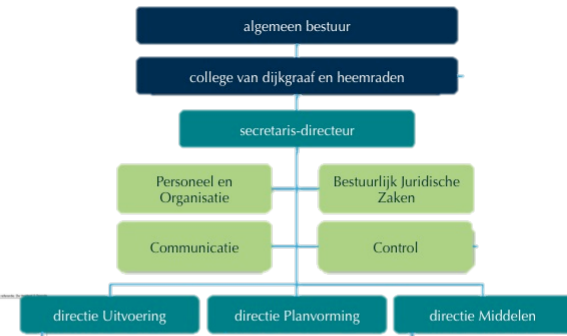 algemeen bestuur
college van dijkgraaf en heemraden
secretaris-directeur
Personeel en
Organisatie
Bestuurlijk Juridische
Zaken
Communicatie
Control
directie Uitvoering
directie Planvorming
directie Middelen